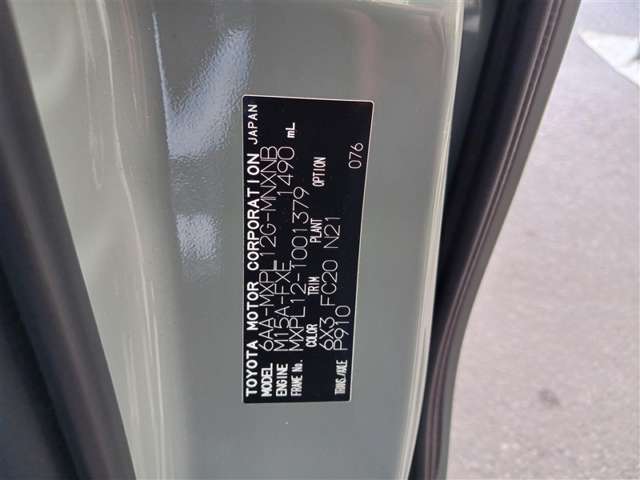 TOYOTA MOTOR CORPORATION JAPAN
MODEL 6AA-MXPL12G-MNXNB
ENGINE M15A-FXE 1490 mL
FRAME No. MXPL12-T001379
COLOR TRIM PLANT OPTION
6X3 FC20 N21
TRANS/AXLE P910 076